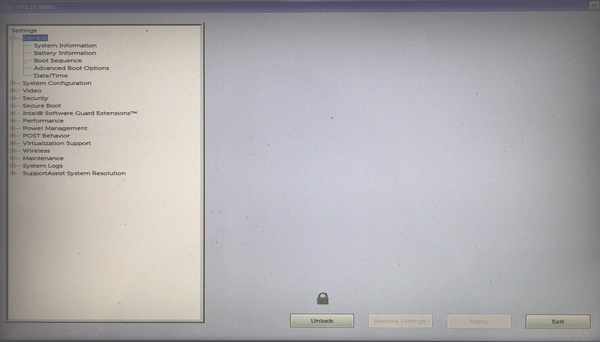 Dell XPS 13 9350
Settings
General
System Information
Battery Information
Boot Sequence
Advanced Boot Options
Date/Time
System Configuration
Video
Security
Secure Boot
Intel® Software Guard Extensions™
Performance
Power Management
POST Behavior
Virtualization Support
Wireless
Maintenance
System Logs
SupportAssist System Resolution
Unlock
Restore Settings
Apply
Exit